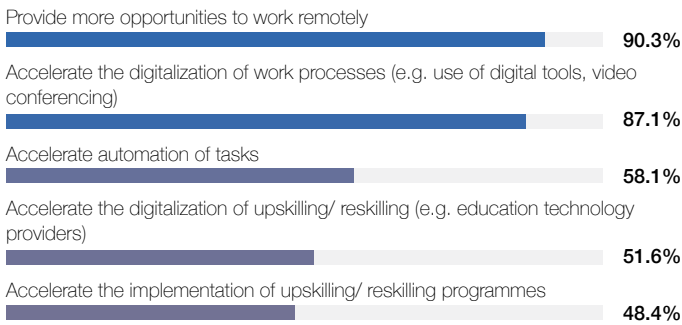 Provide more opportunities to work remotely
90.3%
Accelerate the digitalization of work processes (e.g. use of digital tools, video
conferencing)
87.1%
Accelerate automation of tasks
58.1%
Accelerate the digitalization of upskilling/ reskilling (e.g. education technology
providers)
51.6%
Accelerate the implementation of upskilling/ reskilling programmes
48.4%